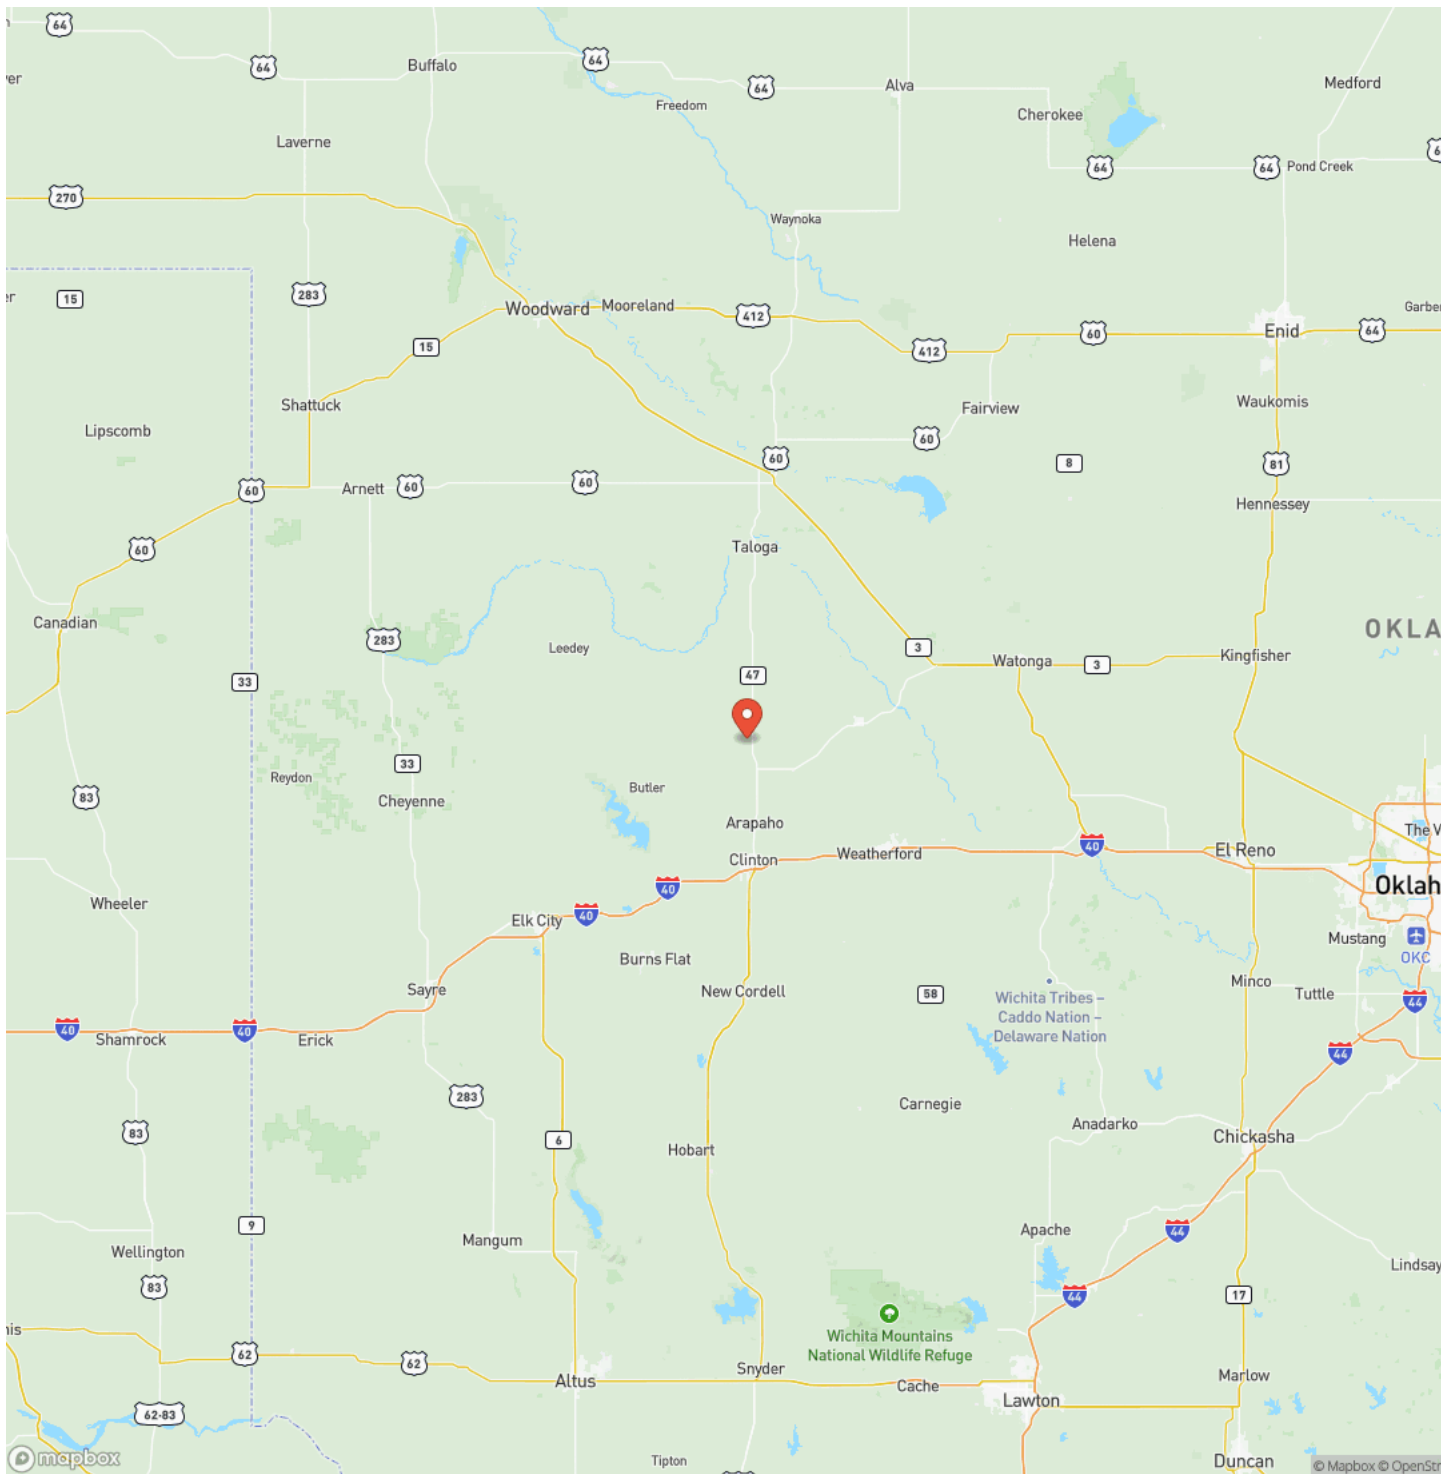 64
64
Buffalo
64
64
Alva
Medford
Freedom
Cherokee
Laverne
64
64
Pond Creek
270
Waynoka
Helena
15
283
Woodward
Mooreland
412
Garber
60
Enid
64
15
412
Shattuck
Waukomis
Fairview
Lipscomb
60
60
8
81
60
Arnett
60
60
Hennessey
60
Taloga
Canadian
283
OKLA
Leedey
3
Watonga
3
Kingfisher
33
47
33
Reydon
83
Cheyenne
Butler
Arapaho
The V
40
Clinton
Weatherford
El Reno
40
Oklah
Wheeler
40
Elk City
Burns Flat
Mustang
OKC
Sayre
New Cordell
58
Wichita Tribes –
Caddo Nation –
Delaware Nation
Minco
Tuttle
44
40
40
Shamrock
Erick
44
283
Carnegie
83
6
Anadarko
Chickasha
Hobart
9
Mangum
Apache
44
Wellington
83
Lindsay
44
17
nis
Wichita Mountains
National Wildlife Refuge
62
62
Snyder
Altus
Cache
Marlow
Lawton
62-83
mapbox
Tipton
Duncan
© Mapbox © OpenStr